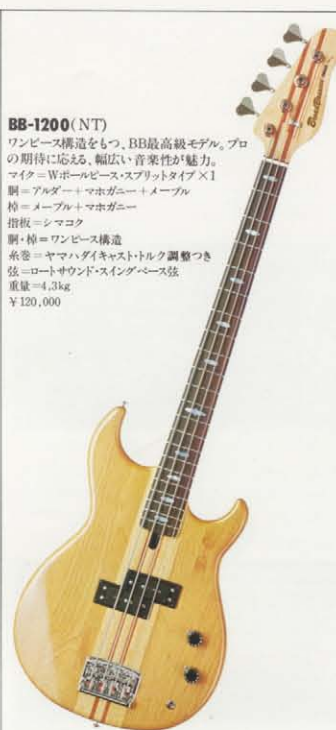 BB-1200(NT)
ワンピース構造をもつ、BB最高級モデル。プロ
の期待に応える、幅広い音楽性が魅力。
マイク=Wポールピース・スプリットタイプ×1
胴=アルダー+マホガニー+メープル
棹=メープル+マホガニー
指板=シマコク
胴・棹=ワンピース構造
糸巻=ヤマハダイキャスト・トルク調整つき
弦=ロートサウンド・スイングベース弦
重量=4,3kg
¥120,000